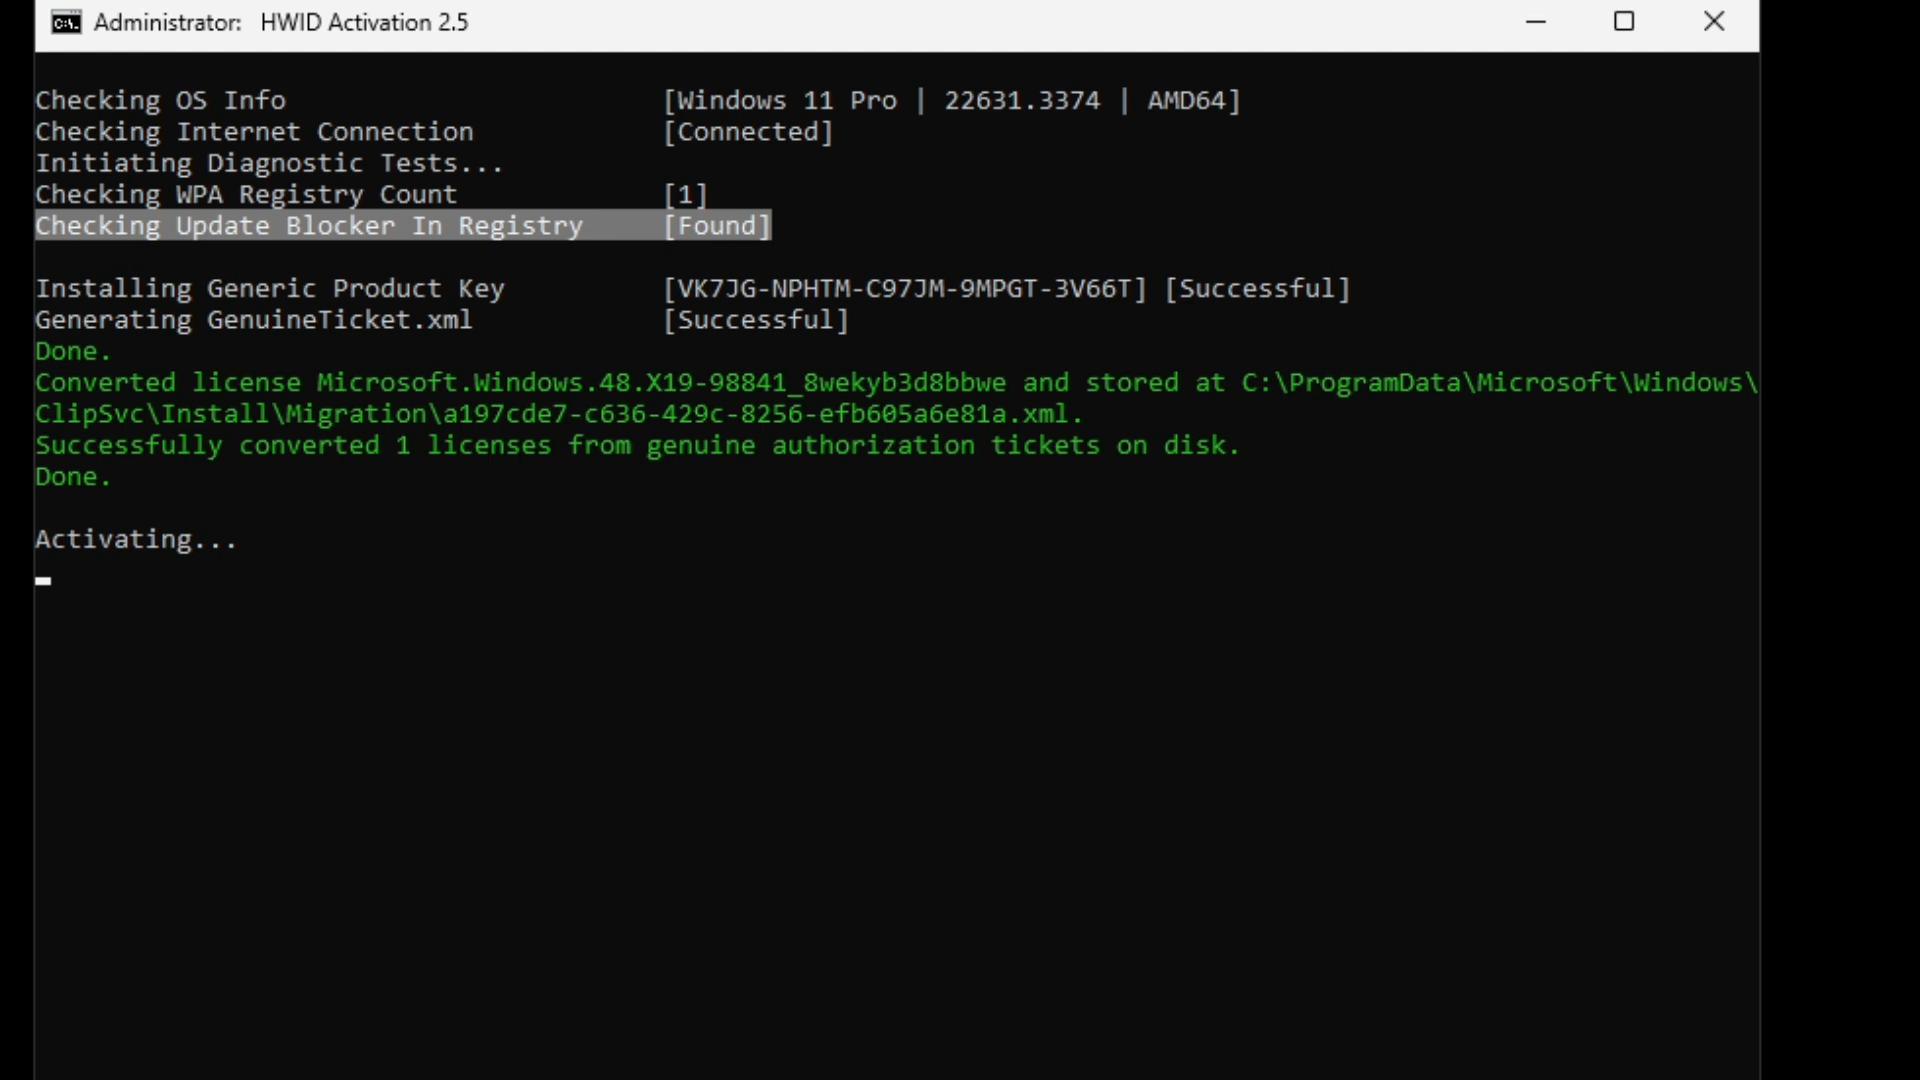 Administrator:  HWID Activation 2.5
Checking OS Info                        [Windows 11 Pro | 22631.3374 | AMD64]
Checking Internet Connection            [Connected]
Initiating Diagnostic Tests...
Checking WPA Registry Count             [1]
Checking Update Blocker In Registry     [Found]
Installing Generic Product Key          [VK7JG-NPHTM-C97JM-9MPGT-3V66T] [Successful]
Generating GenuineTicket.xml            [Successful]
Done.
Converted license Microsoft.Windows.48.X19-98841_8wekyb3d8bbwe and stored at C:\ProgramData\Microsoft\Windows\
ClipSvc\Install\Migration\a197cde7-c636-429c-8256-efb605a6e81a.xml.
Successfully converted 1 licenses from genuine authorization tickets on disk.
Done.
Activating...